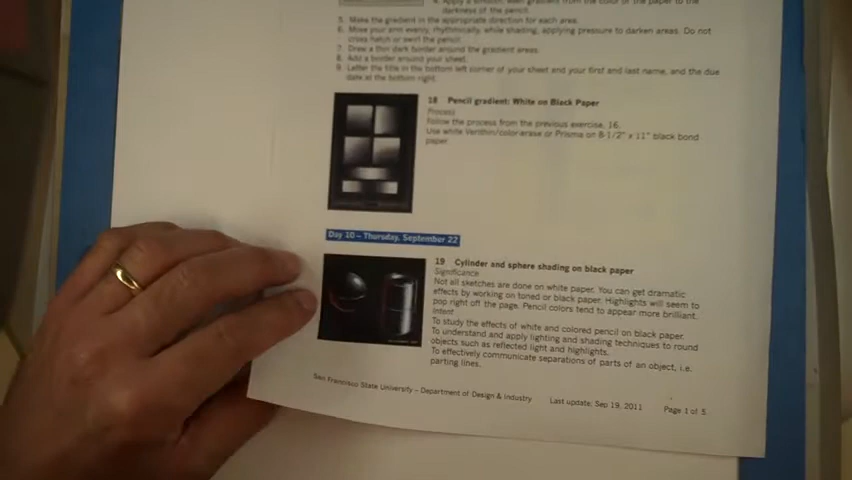 4. Apply a smooth, even gradient from the color of the paper to the
darkness of the pencil.
5. Make the gradient in the appropriate direction for each area.
6. Move your arm evenly, rhythmically, while shading, applying pressure to darken areas. Do not
cross hatch or swirl the pencil.
7. Draw a thin dark border around the gradient areas.
8. Add a border around your sheet.
9. Letter the title in the bottom left corner of your sheet and your first and last name, and the due
date at the bottom right.
18 Pencil gradient: White on Black Paper
Process
Follow the process from the previous exercise, 16.
Use white Verithin/color-erase or Prisma on 8-1/2" x 11" black bond
paper.
Day 10 – Thursday, September 22
19 Cylinder and sphere shading on black paper
Significance
Not all sketches are done on white paper. You can get dramatic
effects by working on toned or black paper. Highlights will seem to
pop right off the page. Pencil colors tend to appear more brilliant.
Intent
To study the effects of white and colored pencil on black paper.
To understand and apply lighting and shading techniques to round
objects such as reflected light and highlights.
To effectively communicate separations of parts of an object, i.e.
parting lines.
San Francisco State University – Department of Design & Industry
Last update: Sep 19, 2011
Page 1 of 5